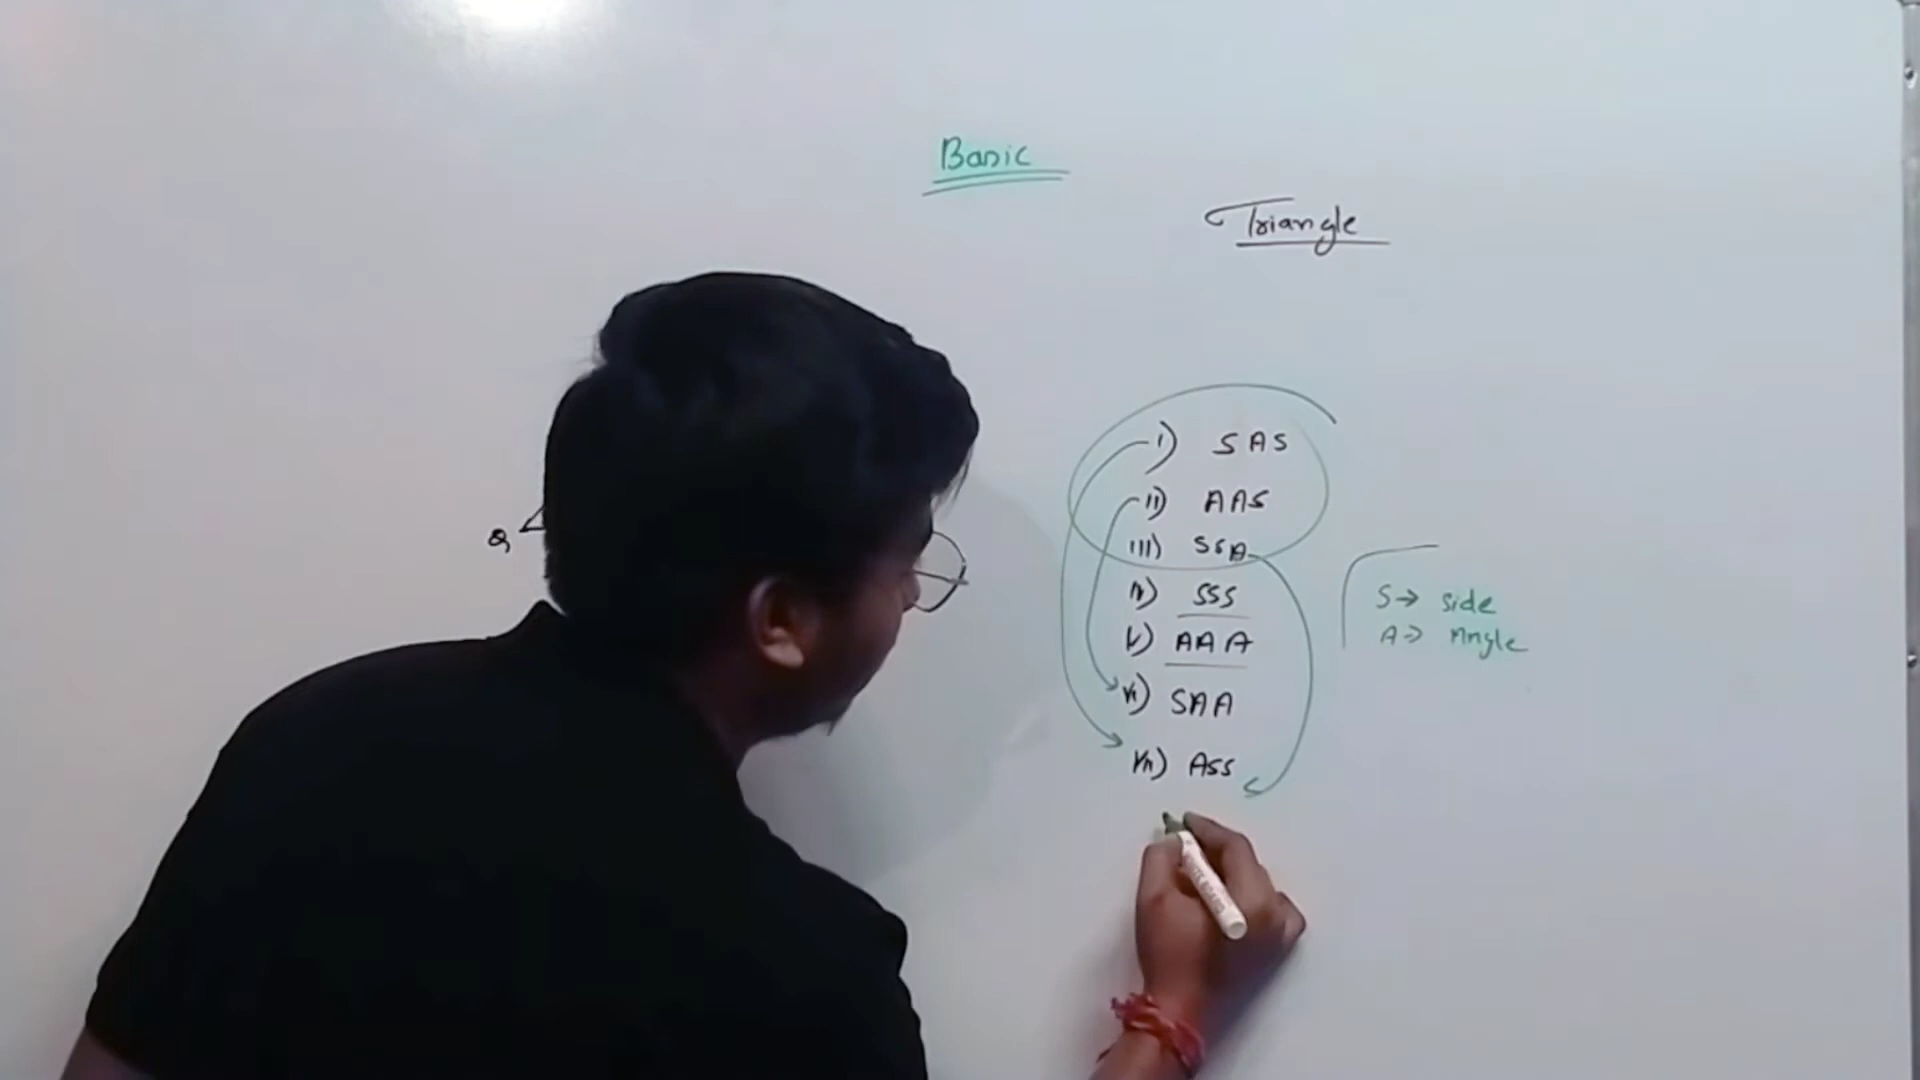 Basic
Triangle
i) SAS
ii) AAS
iii) SSA
iv) SSS
v) AAA
vi) SAA
vii) ASS
S → side
A → Angle
Q